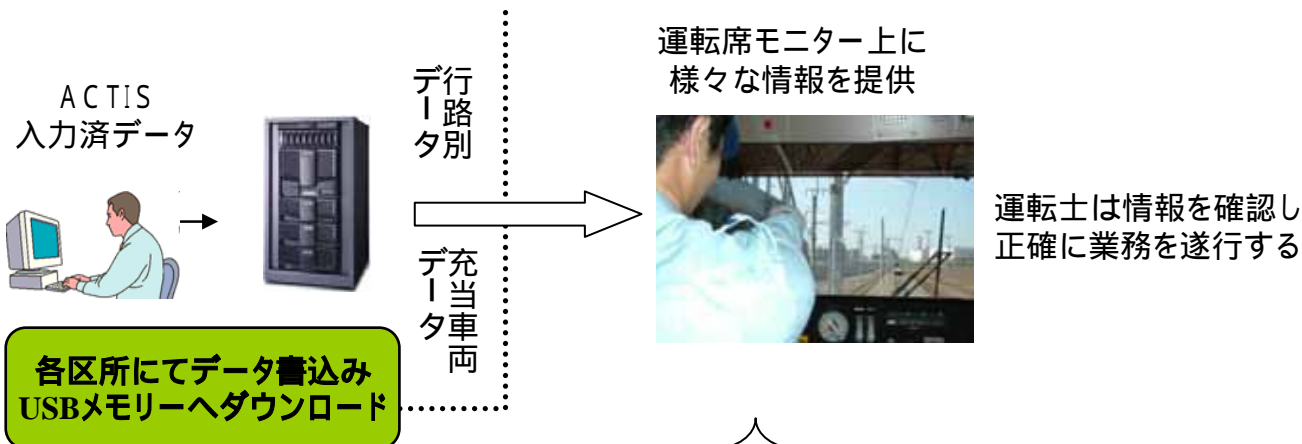 ACTIS
入力済データ
行路別
データ
充当車両
データ
各区所にてデータ書込み
USBメモリーへダウンロード
運転席モニター上に
様々な情報を提供
運転士は情報を確認し
正確に業務を遂行する